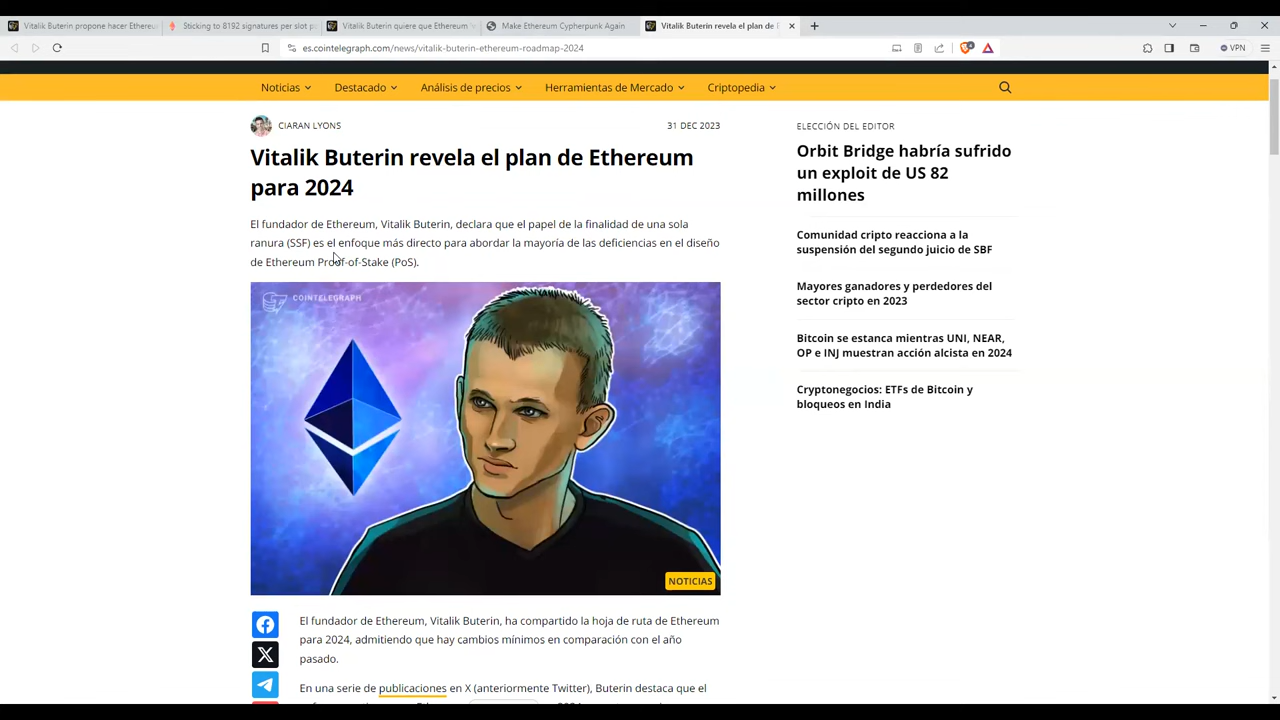 Vitalik Buterin propone hacer Ethereu
Sticking to 8192 signatures per slot p
Vitalik Buterin quiere que Ethereum
Make Ethereum Cypherpunk Again
Vitalik Buterin revela el plan de E
es.cointelegraph.com/news/vitalik-buterin-ethereum-roadmap-2024
VPN
Noticias
Destacado
Análisis de precios
Herramientas de Mercado
Criptopedia
CIARAN LYONS
31 DEC 2023
Vitalik Buterin revela el plan de Ethereum
para 2024
El fundador de Ethereum, Vitalik Buterin, declara que el papel de la finalidad de una sola
ranura (SSF) es el enfoque más directo para abordar la mayoría de las deficiencias en el diseño
de Ethereum Proof-of-Stake (PoS).
COINTELEGRAPH
NOTICIAS
El fundador de Ethereum, Vitalik Buterin, ha compartido la hoja de ruta de Ethereum
para 2024, admitiendo que hay cambios mínimos en comparación con el año
pasado.
En una serie de publicaciones en X (anteriormente Twitter), Buterin destaca que el
ELECCIÓN DEL EDITOR
Orbit Bridge habría sufrido
un exploit de US 82
millones
Comunidad cripto reacciona a la
suspensión del segundo juicio de SBF
Mayores ganadores y perdedores del
sector cripto en 2023
Bitcoin se estanca mientras UNI, NEAR,
OP e INJ muestran acción alcista en 2024
Cryptonegocios: ETFs de Bitcoin y
bloqueos en India